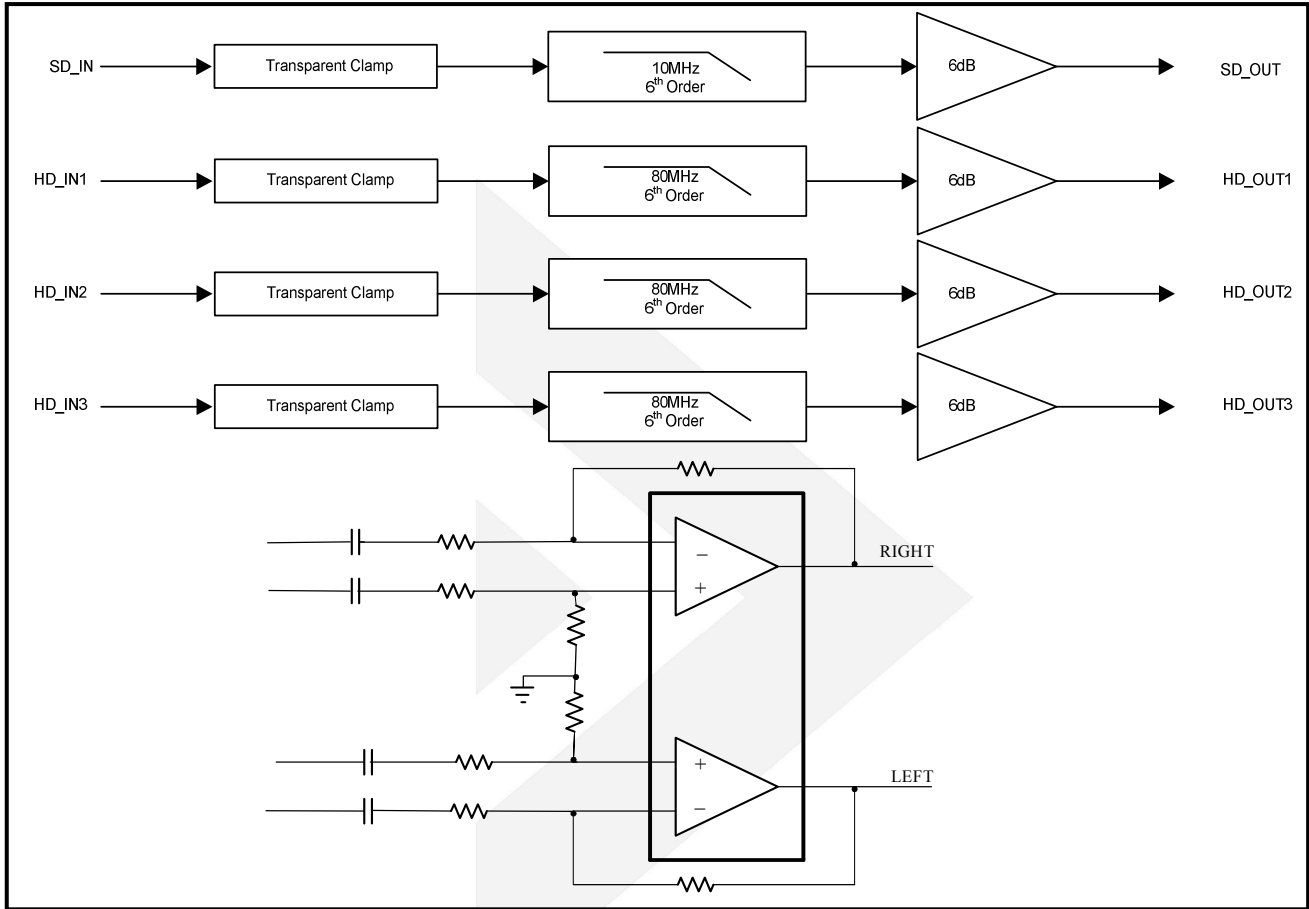 SD_IN Transparent Clamp 10MHz 6dB SD_OUT
6th Order
HD_IN1 Transparent Clamp 80MHz 6dB HD_OUT1
6th Order
HD_IN2 Transparent Clamp 80MHz 6dB HD_OUT2
6th Order
HD_IN3 Transparent Clamp 80MHz 6dB HD_OUT3
6th Order
− RIGHT
+
+ LEFT
−